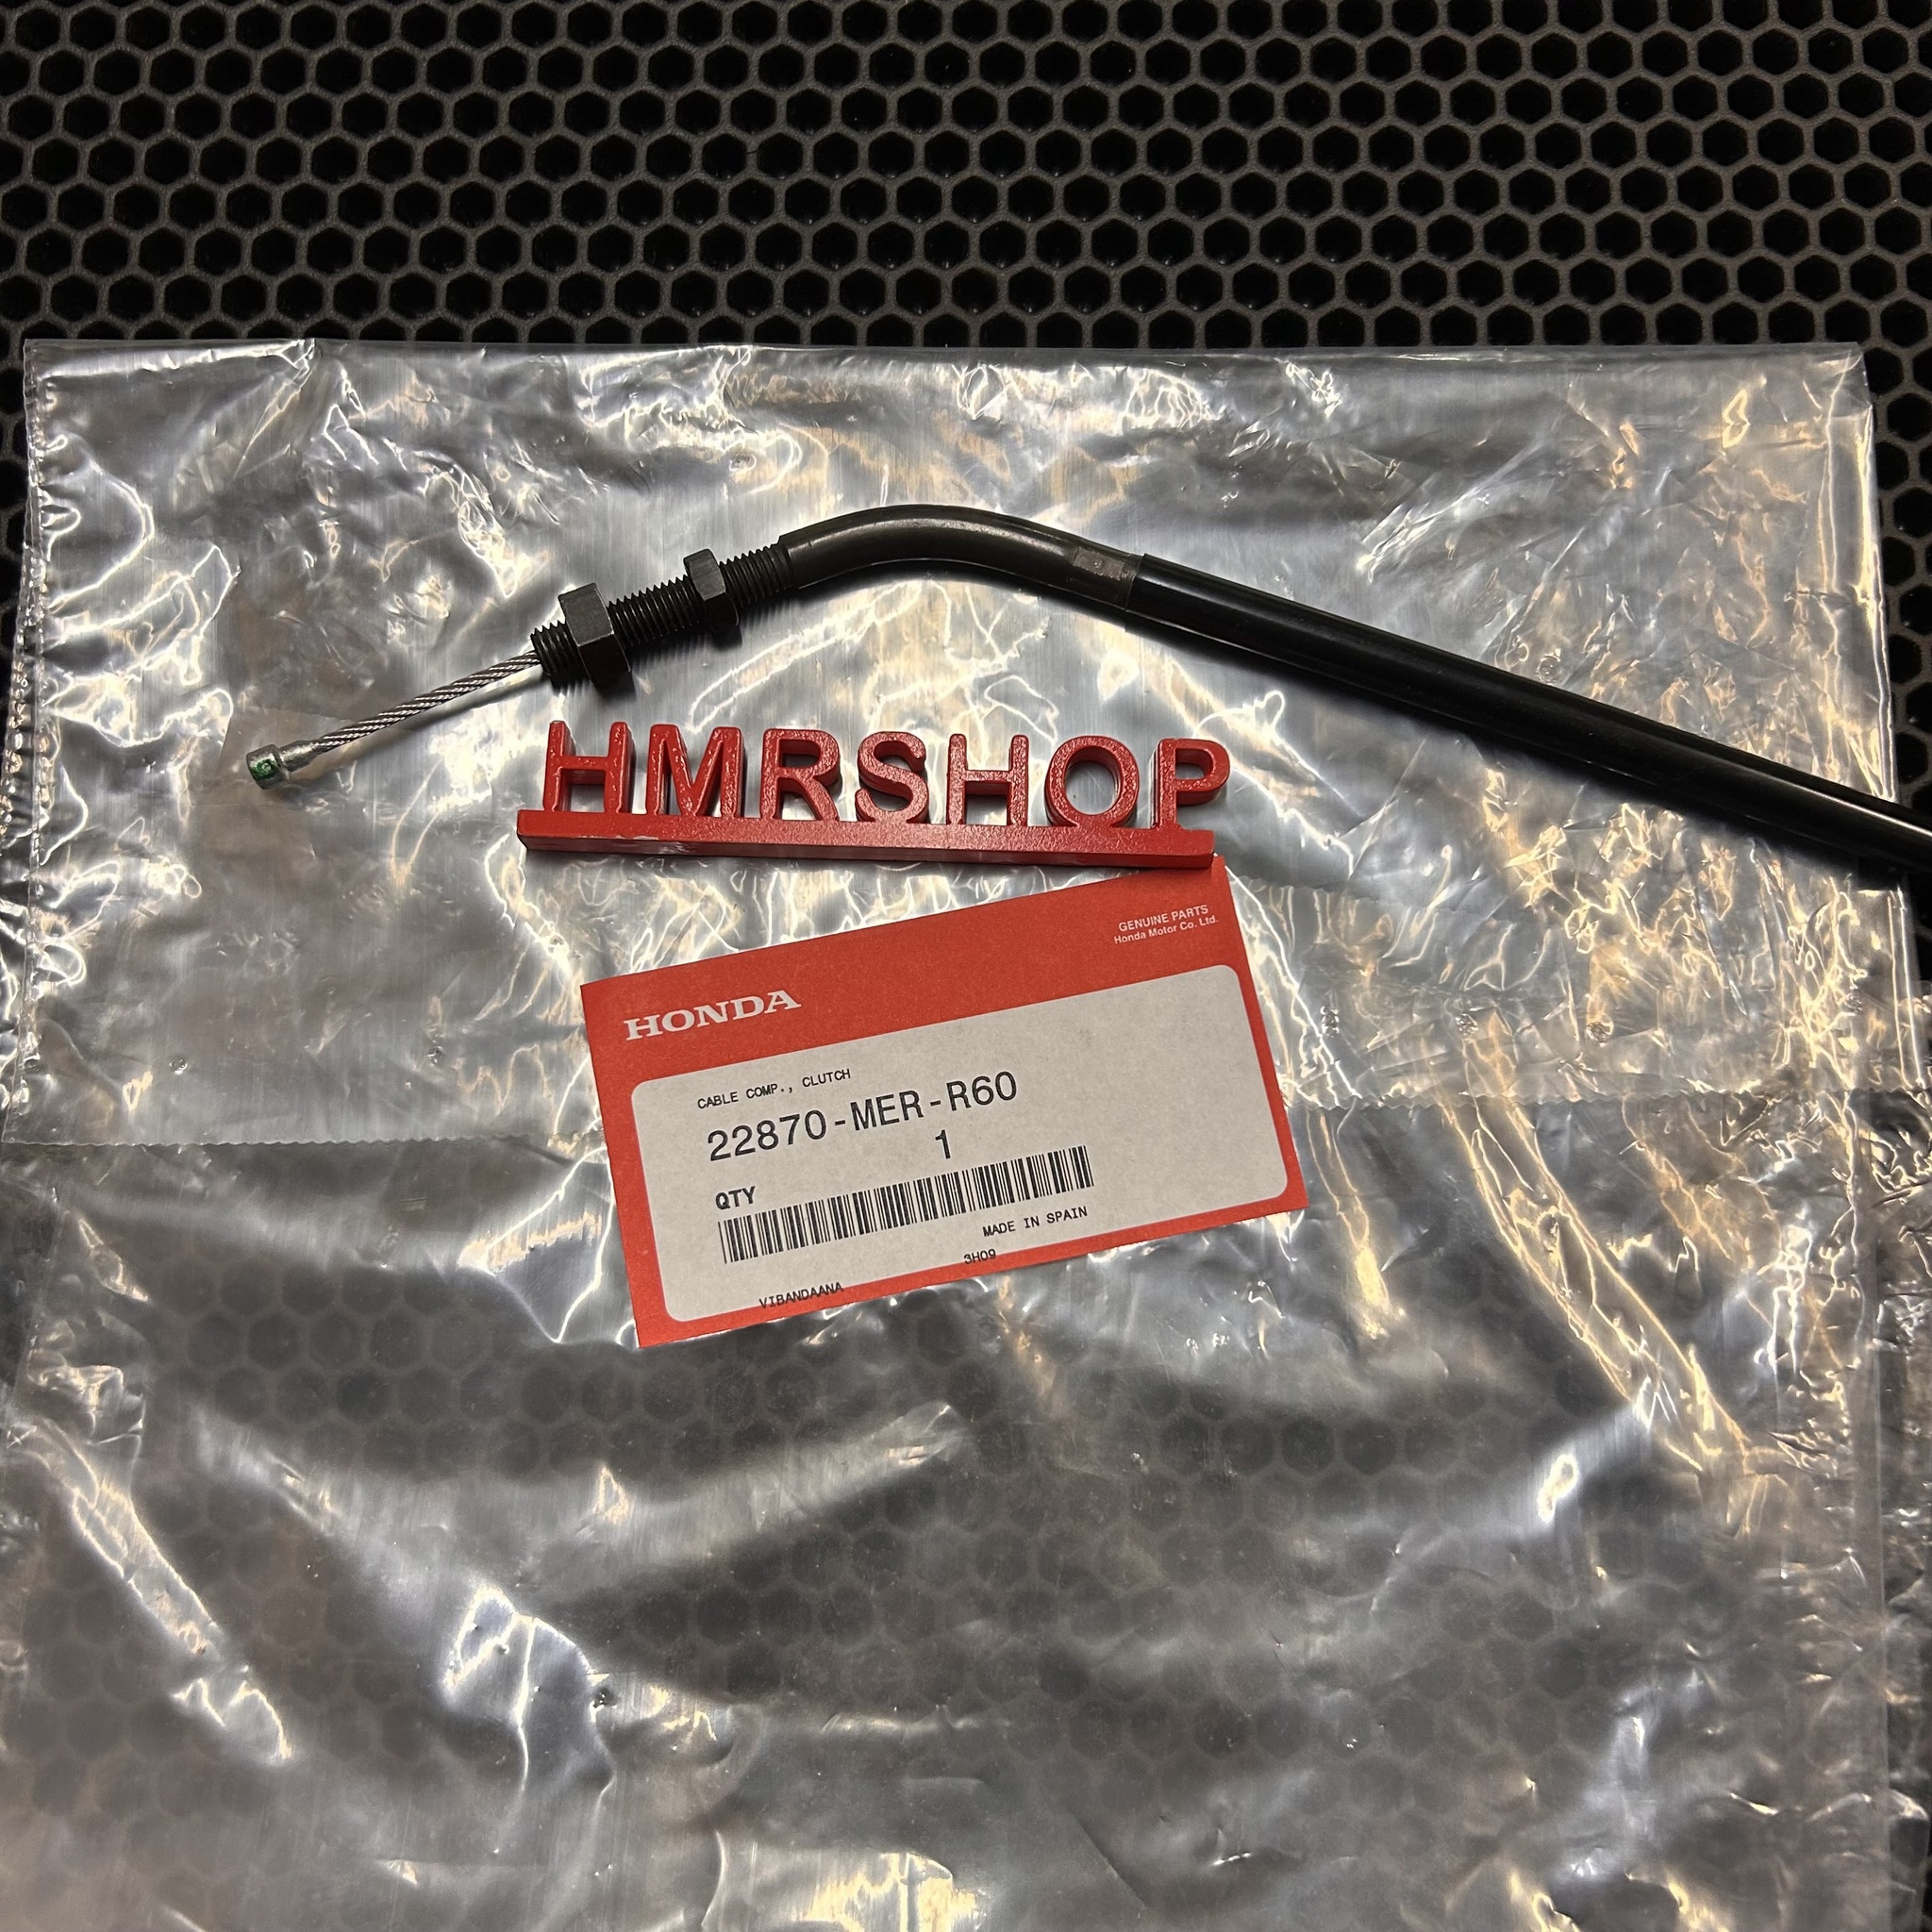 HMRSHOP
GENUINE PARTS
Honda Motor Co. Ltd.
HONDA
CABLE COMP., CLUTCH
22870-MER-R60
1
QTY
MADE IN SPAIN
3H09
VIBANDAANA